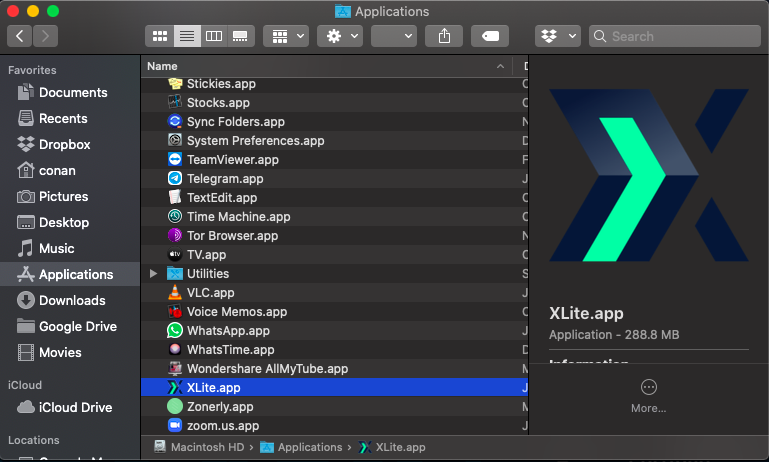 Applications
Search
Favorites
Documents
Recents
Dropbox
conan
Pictures
Desktop
Music
Applications
Downloads
Google Drive
Movies
iCloud
iCloud Drive
Locations
Name
Stickies.app
Stocks.app
Sync Folders.app
System Preferences.app
TeamViewer.app
Telegram.app
TextEdit.app
Time Machine.app
Tor Browser.app
TV.app
Utilities
VLC.app
Voice Memos.app
WhatsApp.app
WhatsTime.app
Wondershare AllMyTube.app
XLite.app
Zonerly.app
zoom.us.app
XLite.app
Application - 288.8 MB
Information
More...
Macintosh HD › Applications › XLite.app